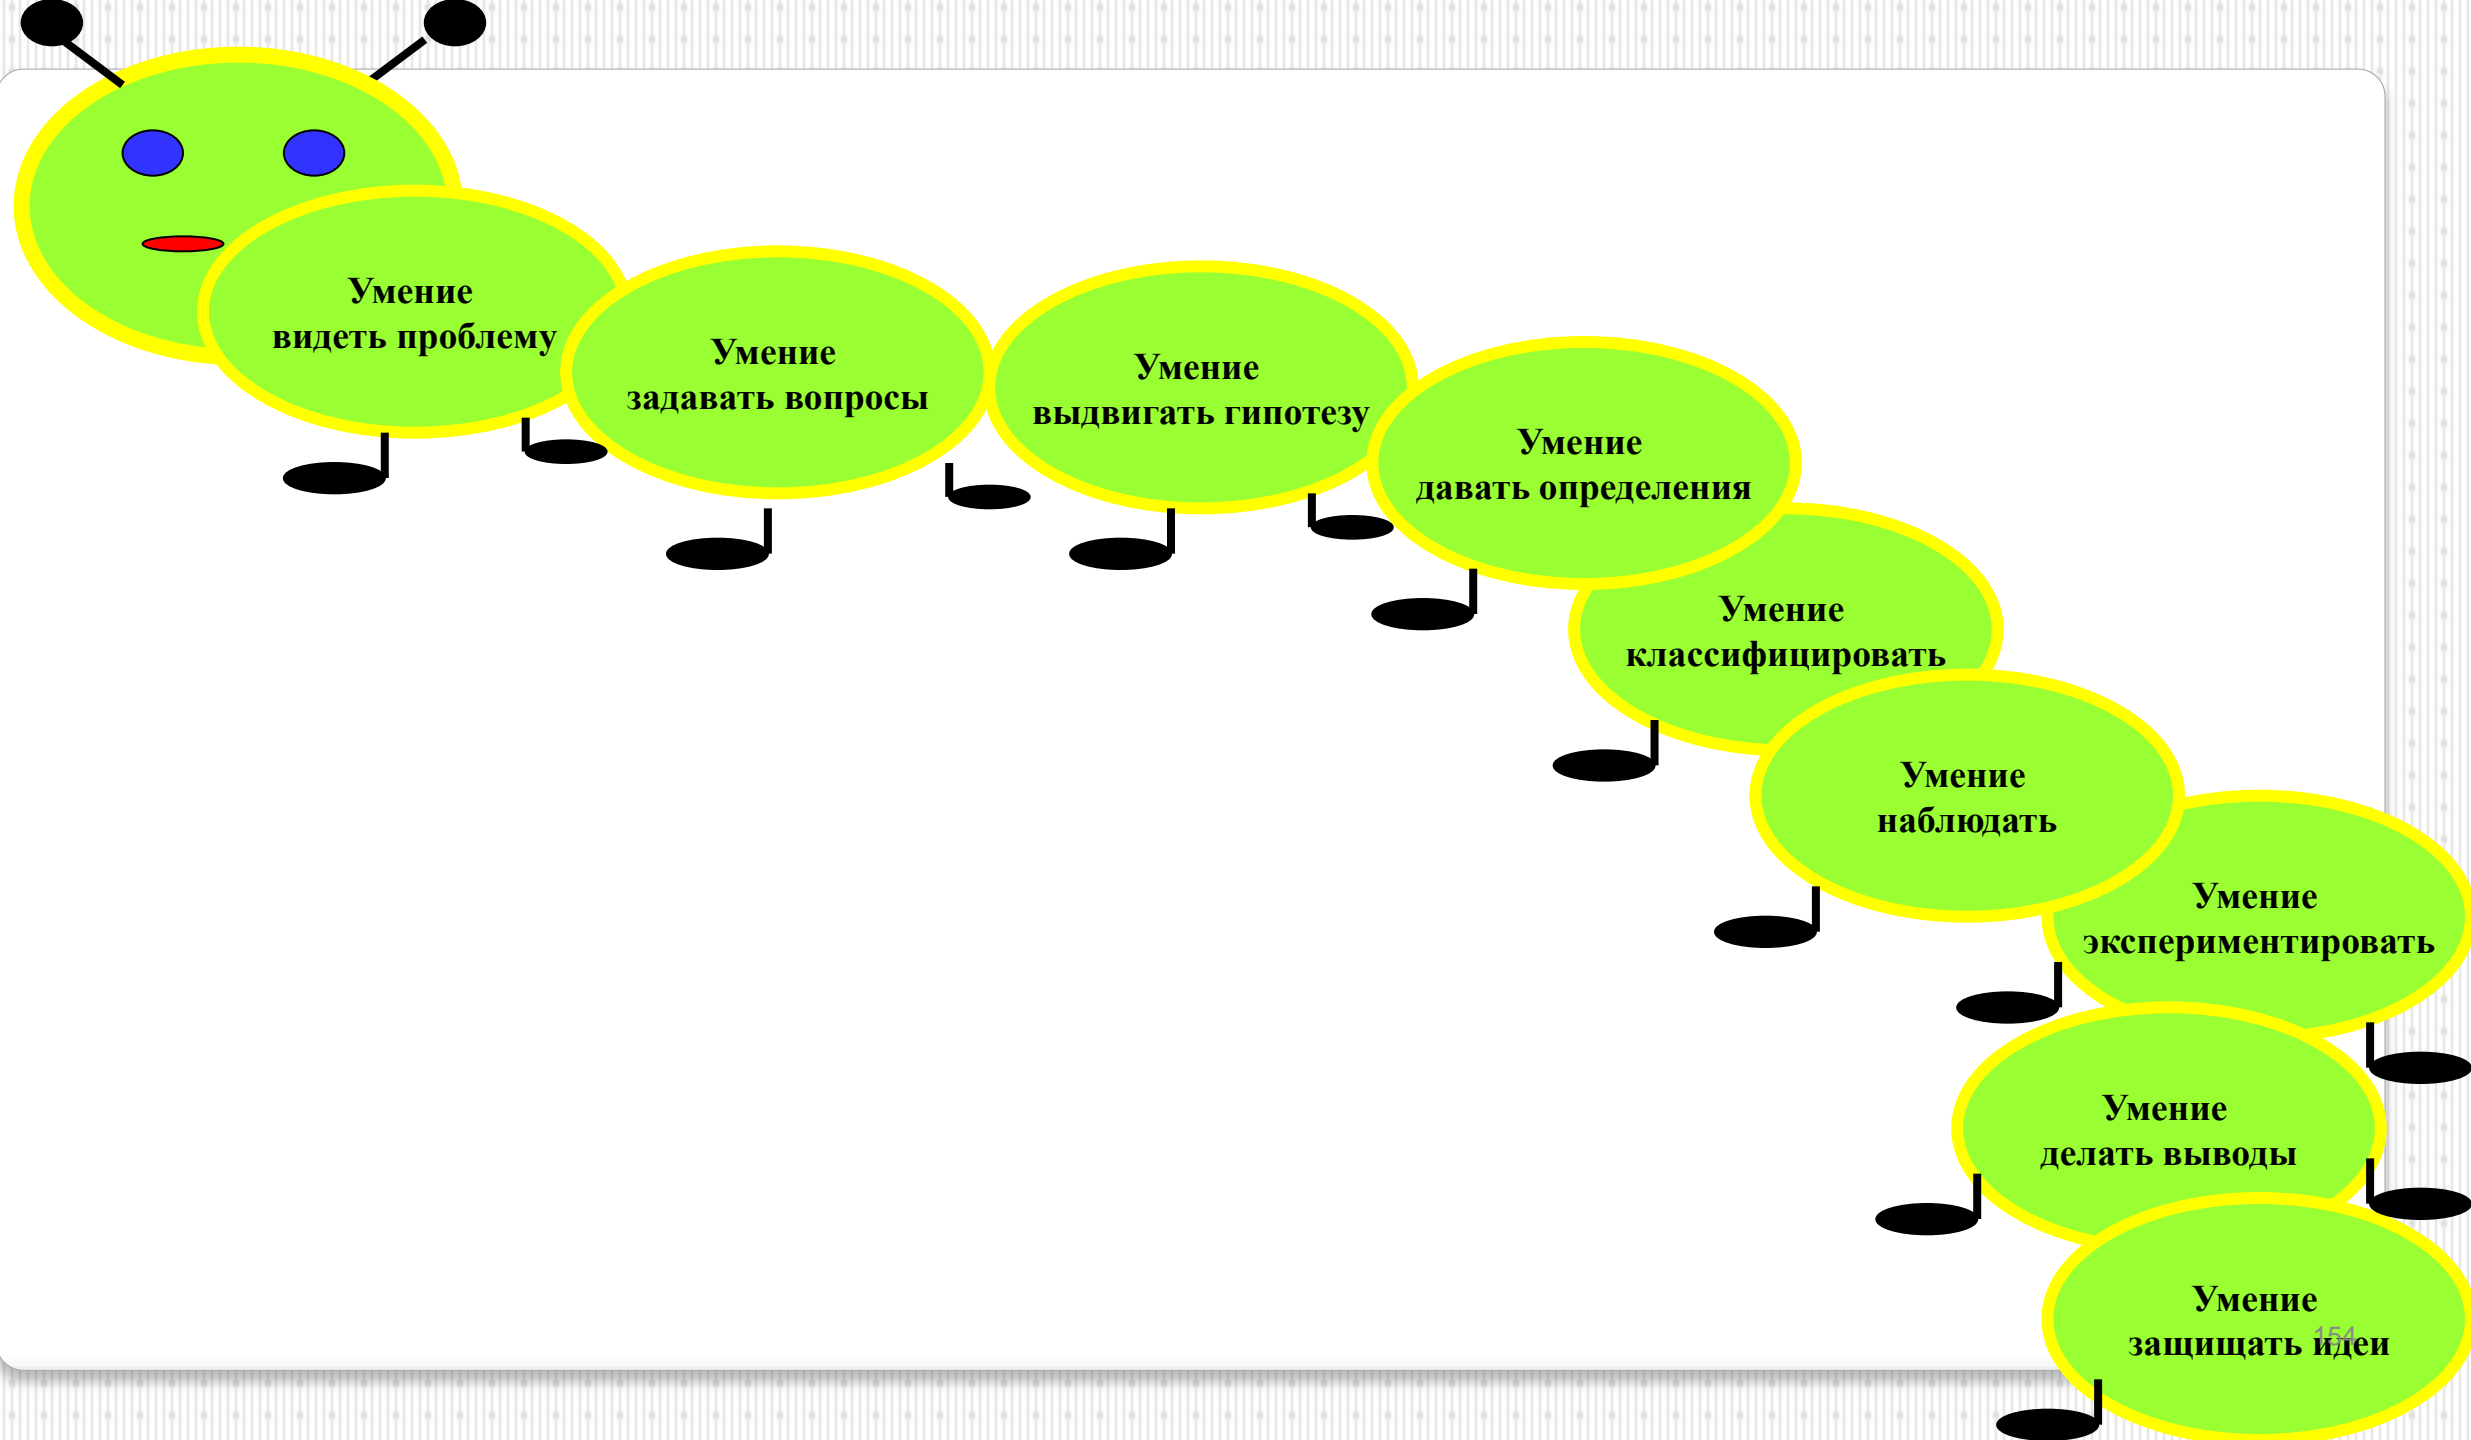 Умение
видеть проблему
Умение
задавать вопросы
Умение
выдвигать гипотезу
Умение
давать определения
Умение
классифицировать
Умение
наблюдать
Умение
экспериментировать
Умение
делать выводы
Умение
защищать идеи
154